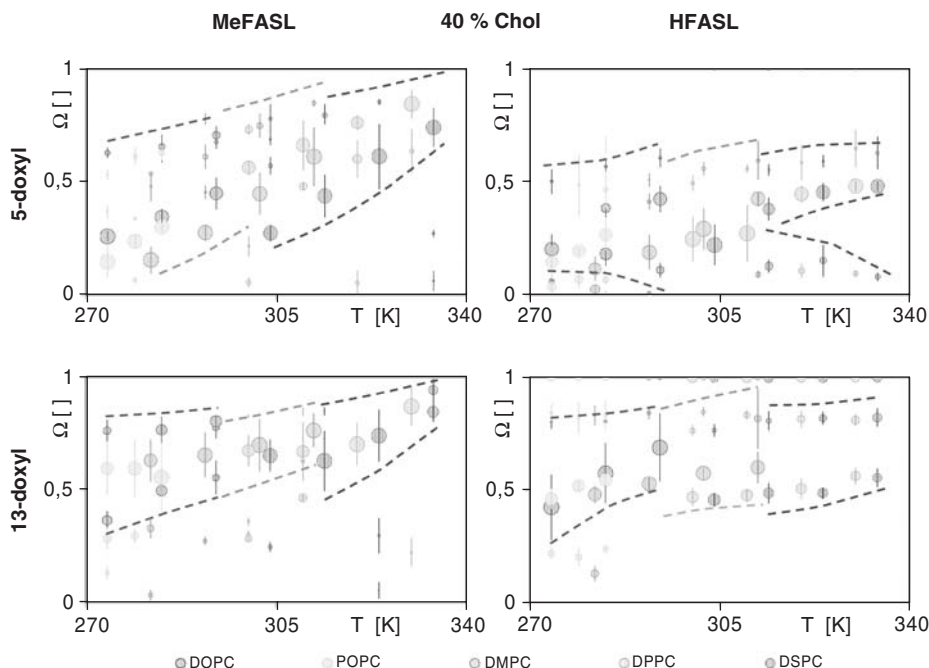 MeFASL 40 % Chol HFASL
5-doxyl
1
Ω [ ]
0,5
0
270 305 T [K] 340
1
Ω [ ]
0,5
0
270 305 T [K] 340
13-doxyl
1
Ω [ ]
0,5
0
270 305 T [K] 340
1
Ω [ ]
0,5
0
270 305 T [K] 340
DOPC POPC DMPC DPPC DSPC